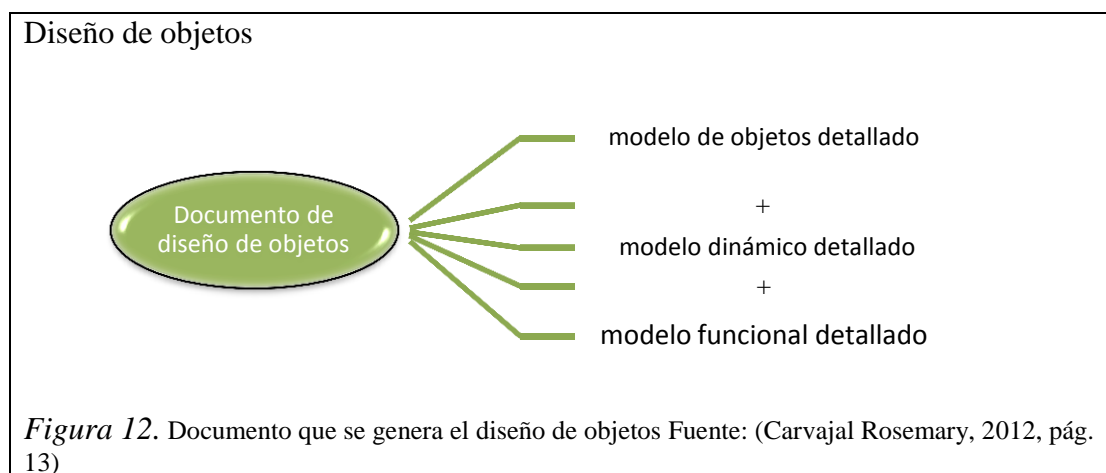 Diseño de objetos
Documento de
diseño de objetos
modelo de objetos detallado
+
modelo dinámico detallado
+
modelo funcional detallado
Figura 12. Documento que se genera el diseño de objetos Fuente: (Carvajal Rosemary, 2012, pág.
13)